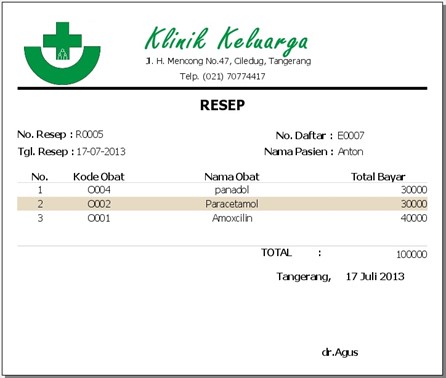 Klinik Keluarga
Jl. H. Mencong No.47, Ciledug, Tangerang
Telp. (021) 70774417
RESEP
No. Resep : R0005 No. Daftar : E0007
Tgl. Resep : 17-07-2013 Nama Pasien : Anton
No. Kode Obat Nama Obat Total Bayar
1 O004 panadol 30000
2 O002 Paracetamol 30000
3 O001 Amoxcilin 40000
TOTAL : 100000
Tangerang, 17 Juli 2013
dr.Agus